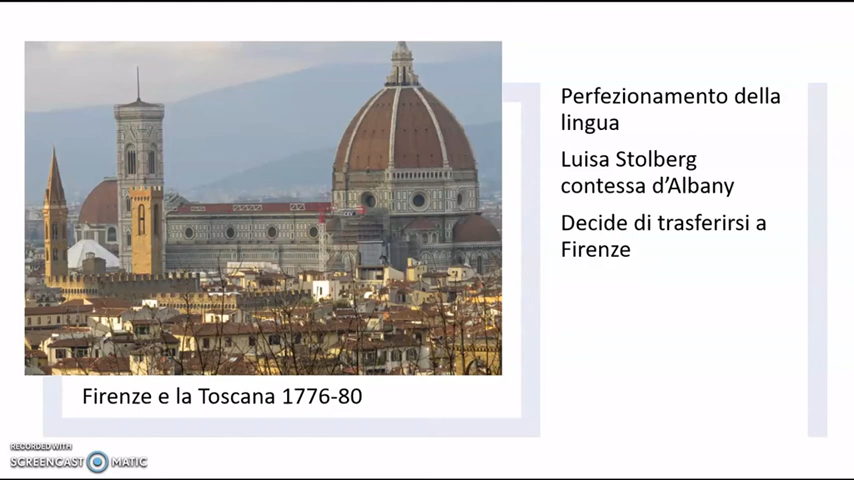 Perfezionamento della
lingua
Luisa Stolberg
contessa d'Albany
Decide di trasferirsi a
Firenze
Firenze e la Toscana 1776-80
RECORDED WITH
SCREENCAST MATIC